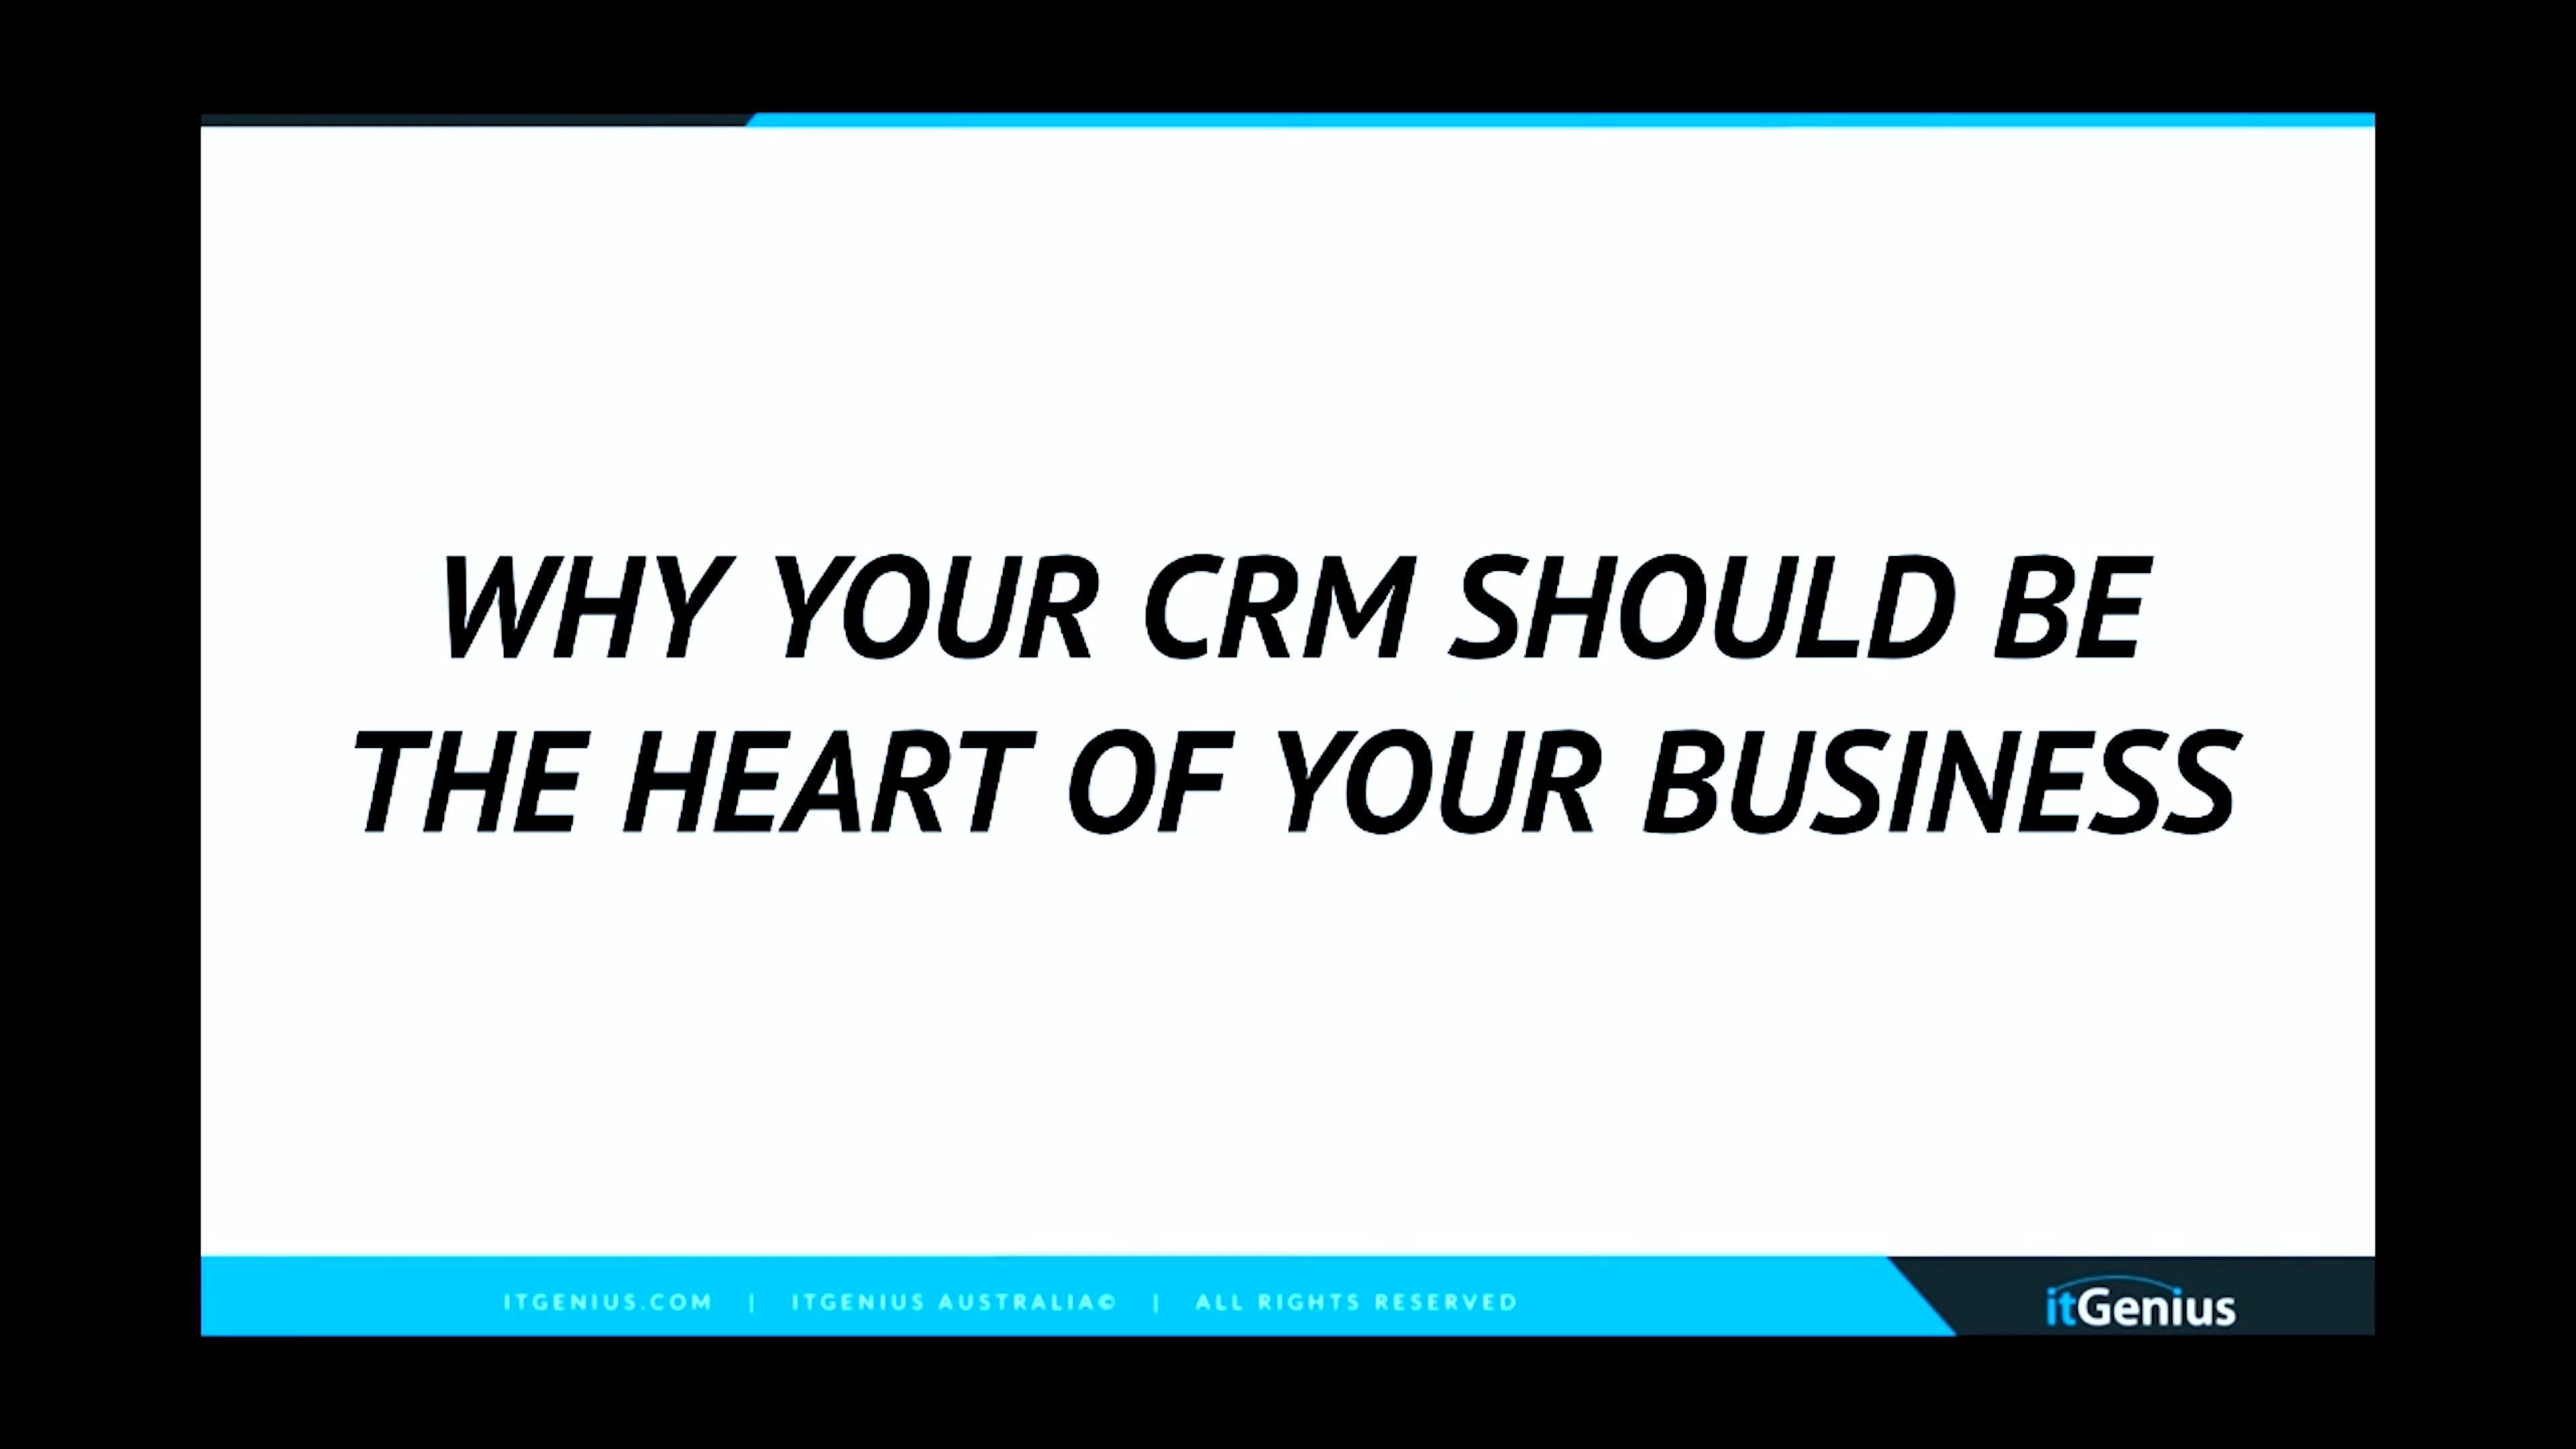 WHY YOUR CRM SHOULD BE
THE HEART OF YOUR BUSINESS
ITGENIUS.COM | ITGENIUS AUSTRALIA© | ALL RIGHTS RESERVED
itGenius